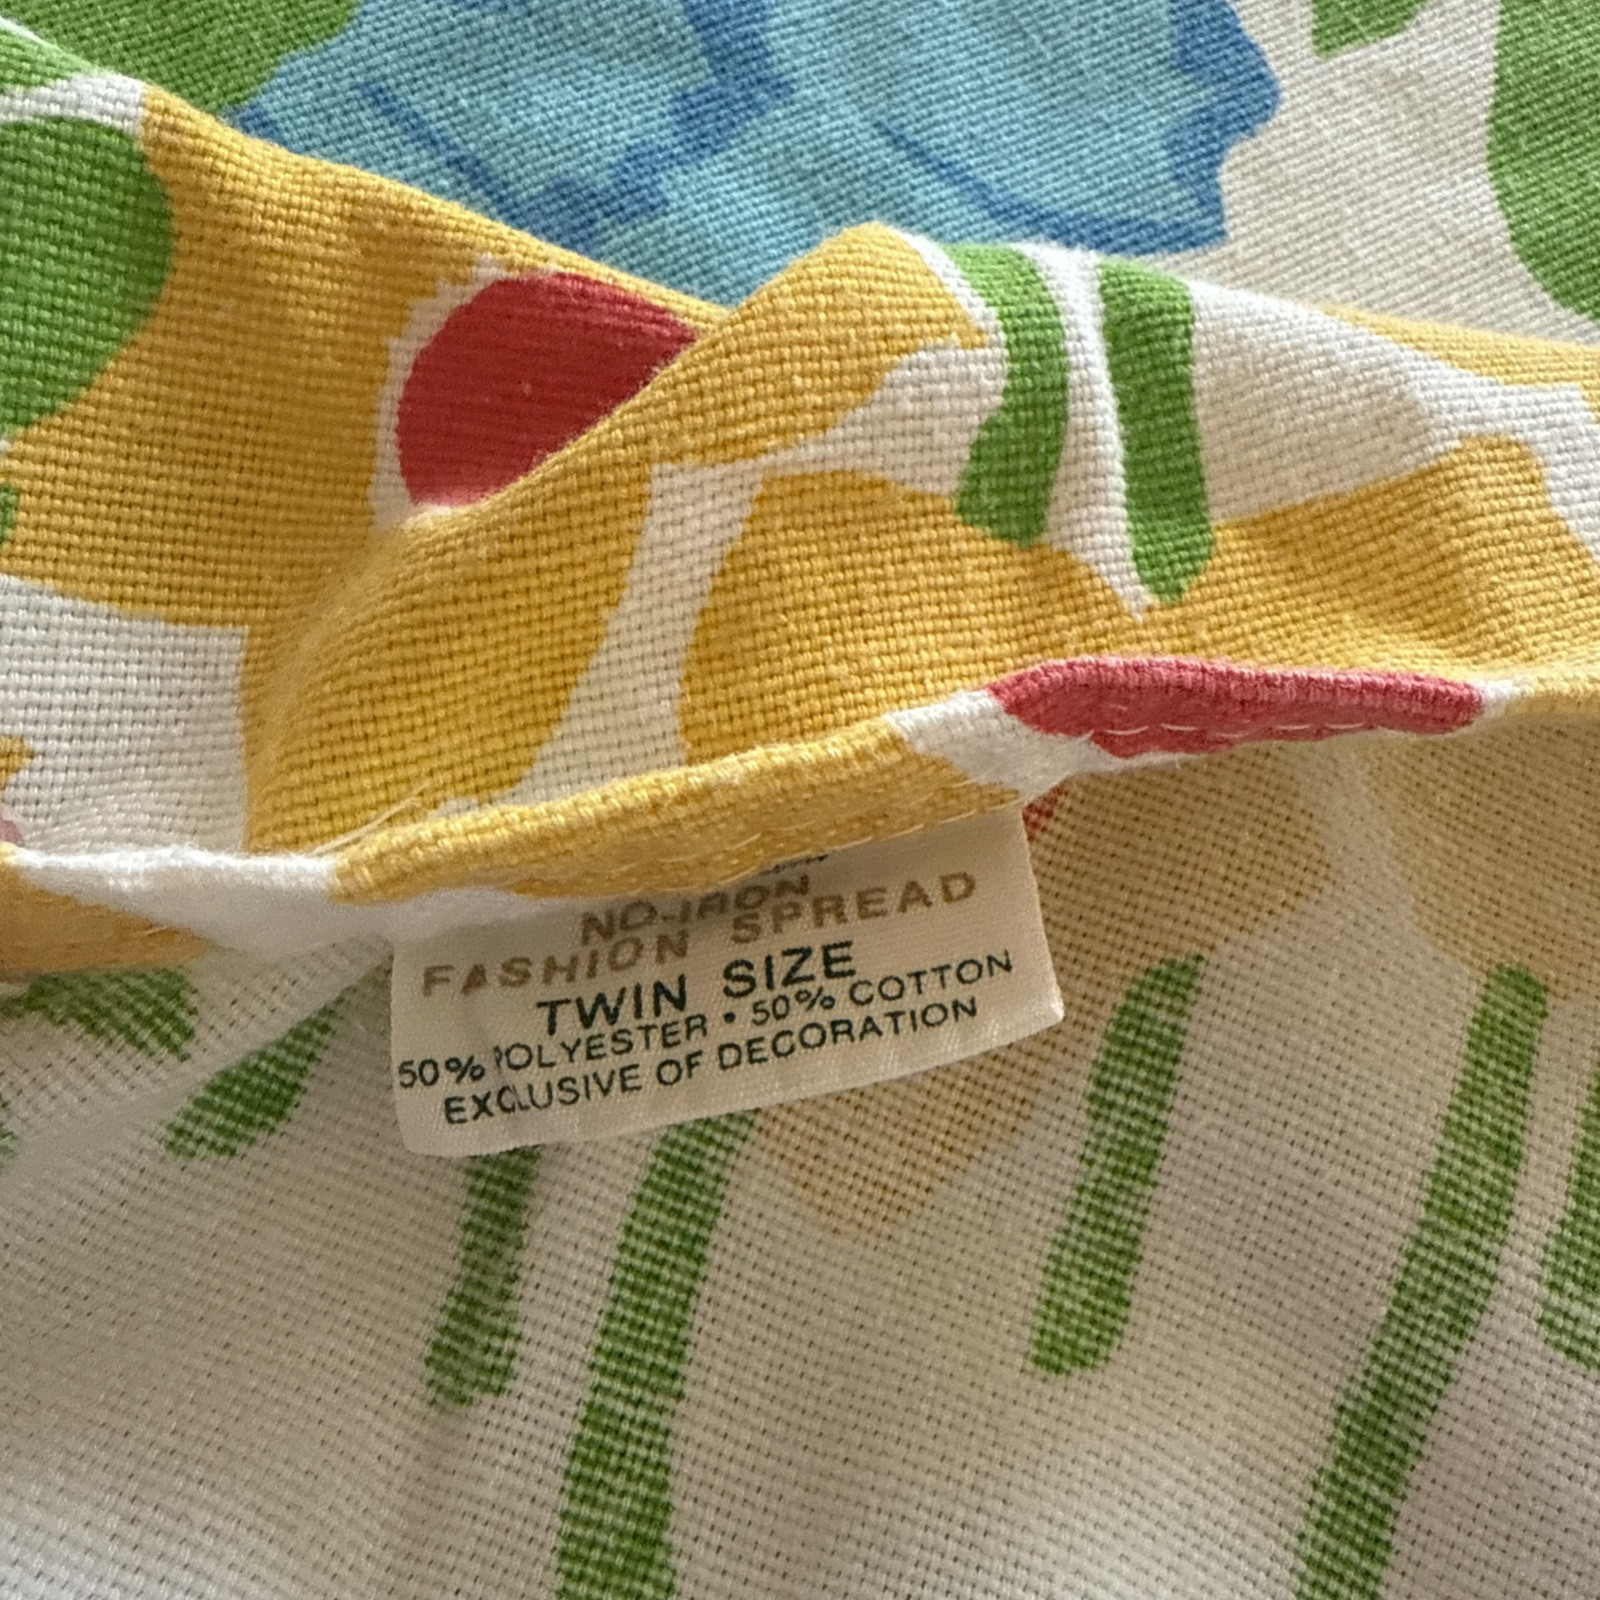 NO-IRON
FASHION SPREAD
TWIN SIZE
50% POLYESTER • 50% COTTON
EXCLUSIVE OF DECORATION